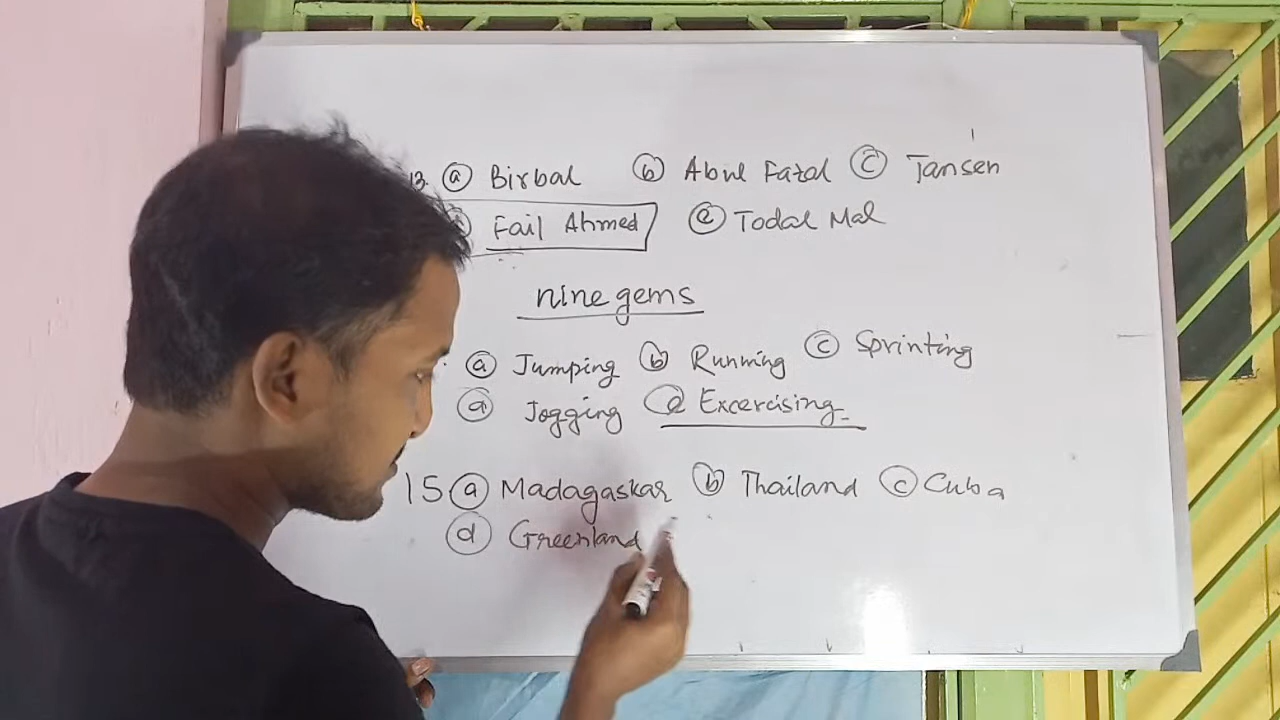 13. ⓐ Birbal ⓑ Abul Fazal ⓒ Tansen
Fail Ahmed ⓔ Todal Mal
nine gems
ⓐ Jumping ⓑ Running ⓒ Sprinting
ⓓ Jogging ⓔ Excercising
15 ⓐ Madagaskar ⓑ Thailand ⓒ Cuba
ⓓ Greenland